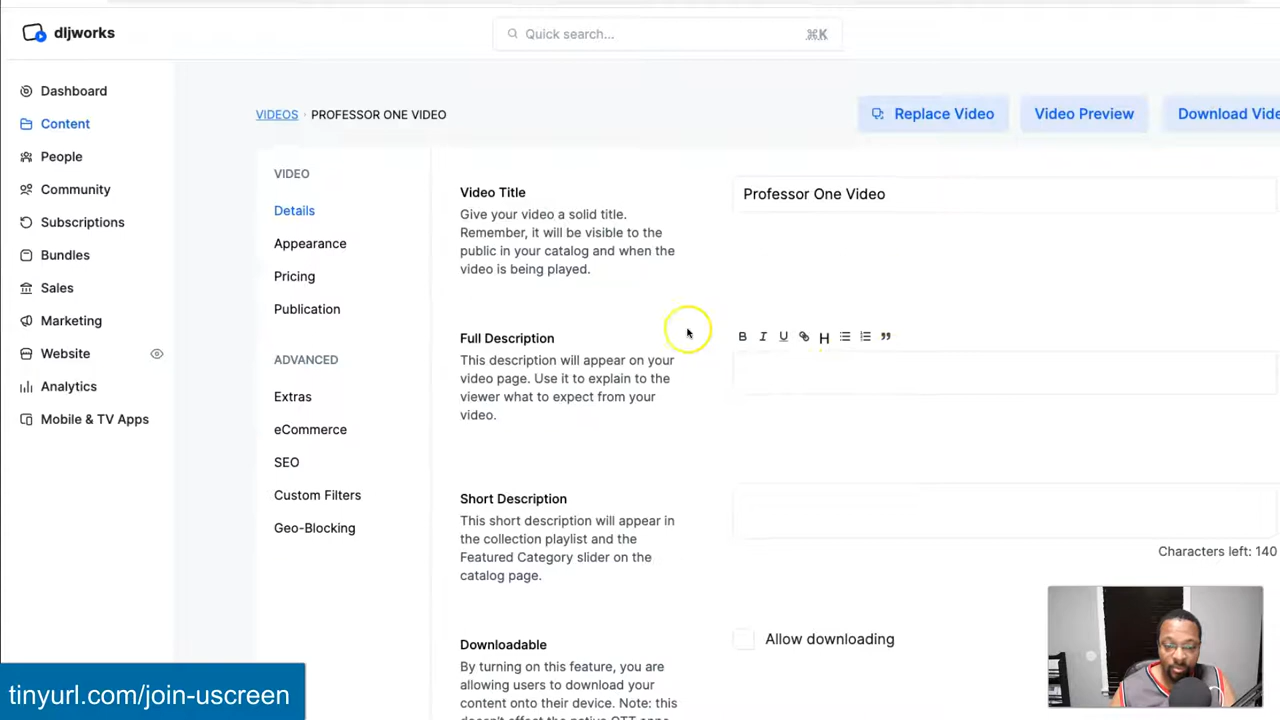 dljworks
Quick search...
⌘K
Dashboard
Content
People
Community
Subscriptions
Bundles
Sales
Marketing
Website
Analytics
Mobile & TV Apps
VIDEOS · PROFESSOR ONE VIDEO
Replace Video
Video Preview
Download Vide
VIDEO
Details
Appearance
Pricing
Publication
ADVANCED
Extras
eCommerce
SEO
Custom Filters
Geo-Blocking
Video Title
Give your video a solid title.
Remember, it will be visible to the
public in your catalog and when the
video is being played.
Professor One Video
Full Description
This description will appear on your
video page. Use it to explain to the
viewer what to expect from your
video.
B I U H
Short Description
This short description will appear in
the collection playlist and the
Featured Category slider on the
catalog page.
Characters left: 140
Downloadable
By turning on this feature, you are
allowing users to download your
content onto their device. Note: this
doesn't effect the native OTT apps
Allow downloading
tinyurl.com/join-uscreen